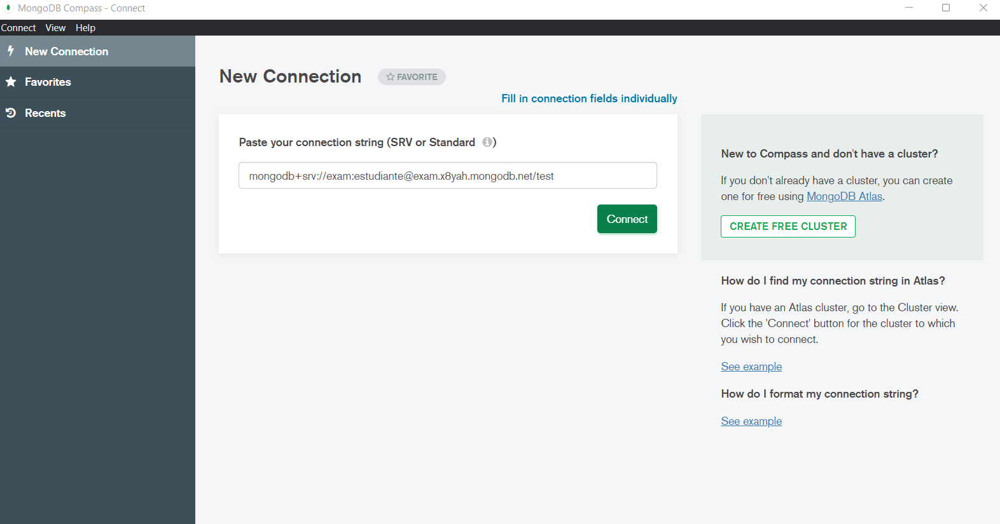 MongoDB Compass - Connect
Connect View Help
New Connection
Favorites
Recents
New Connection
FAVORITE
Fill in connection fields individually
Paste your connection string (SRV or Standard )
mongodb+srv://exam:estudiante@exam.x8yah.mongodb.net/test
Connect
New to Compass and don't have a cluster?
If you don't already have a cluster, you can create
one for free using MongoDB Atlas.
CREATE FREE CLUSTER
How do I find my connection string in Atlas?
If you have an Atlas cluster, go to the Cluster view.
Click the 'Connect' button for the cluster to which
you wish to connect.
See example
How do I format my connection string?
See example